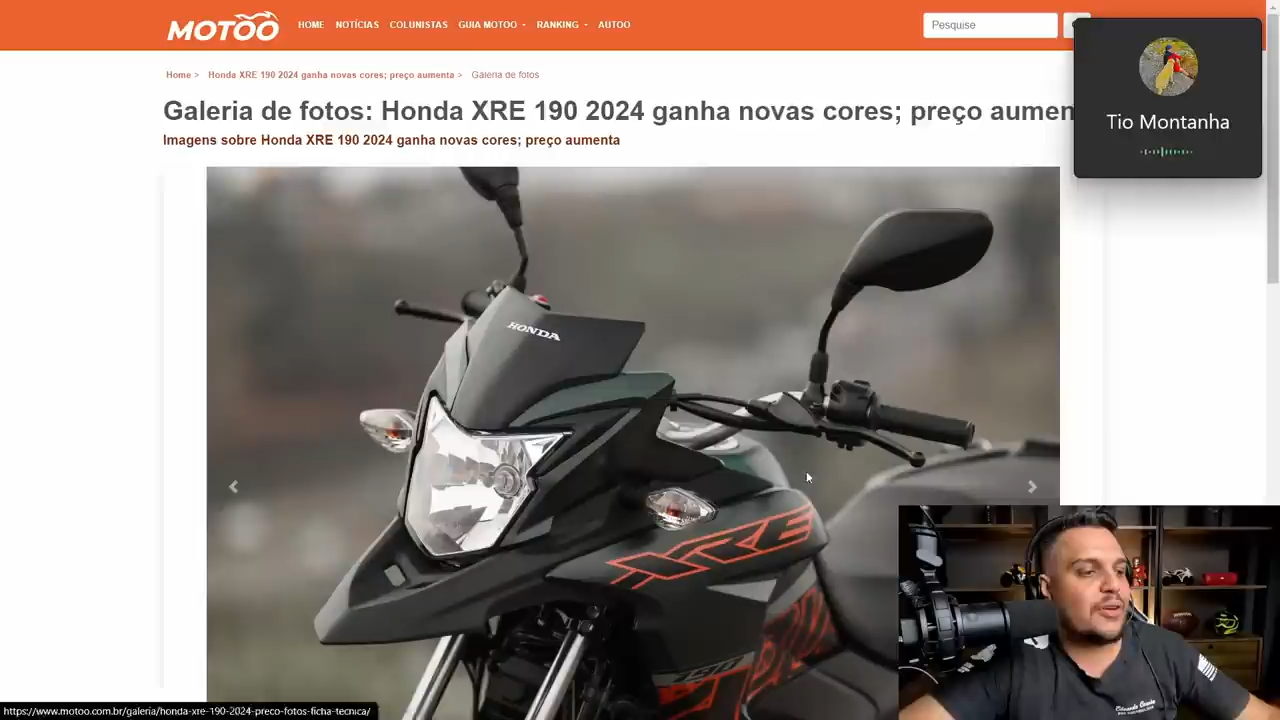 MOTOO
HOME
NOTÍCIAS
COLUNISTAS
GUIA MOTOO
RANKING
AUTOO
Pesquise
Home >
Honda XRE 190 2024 ganha novas cores; preço aumenta >
Galeria de fotos
Galeria de fotos: Honda XRE 190 2024 ganha novas cores; preço aumen
Imagens sobre Honda XRE 190 2024 ganha novas cores; preço aumenta
Tio Montanha
HONDA
XRE
190
https://www.motoo.com.br/galeria/honda-xre-190-2024-preco-fotos-ficha-tecnica/